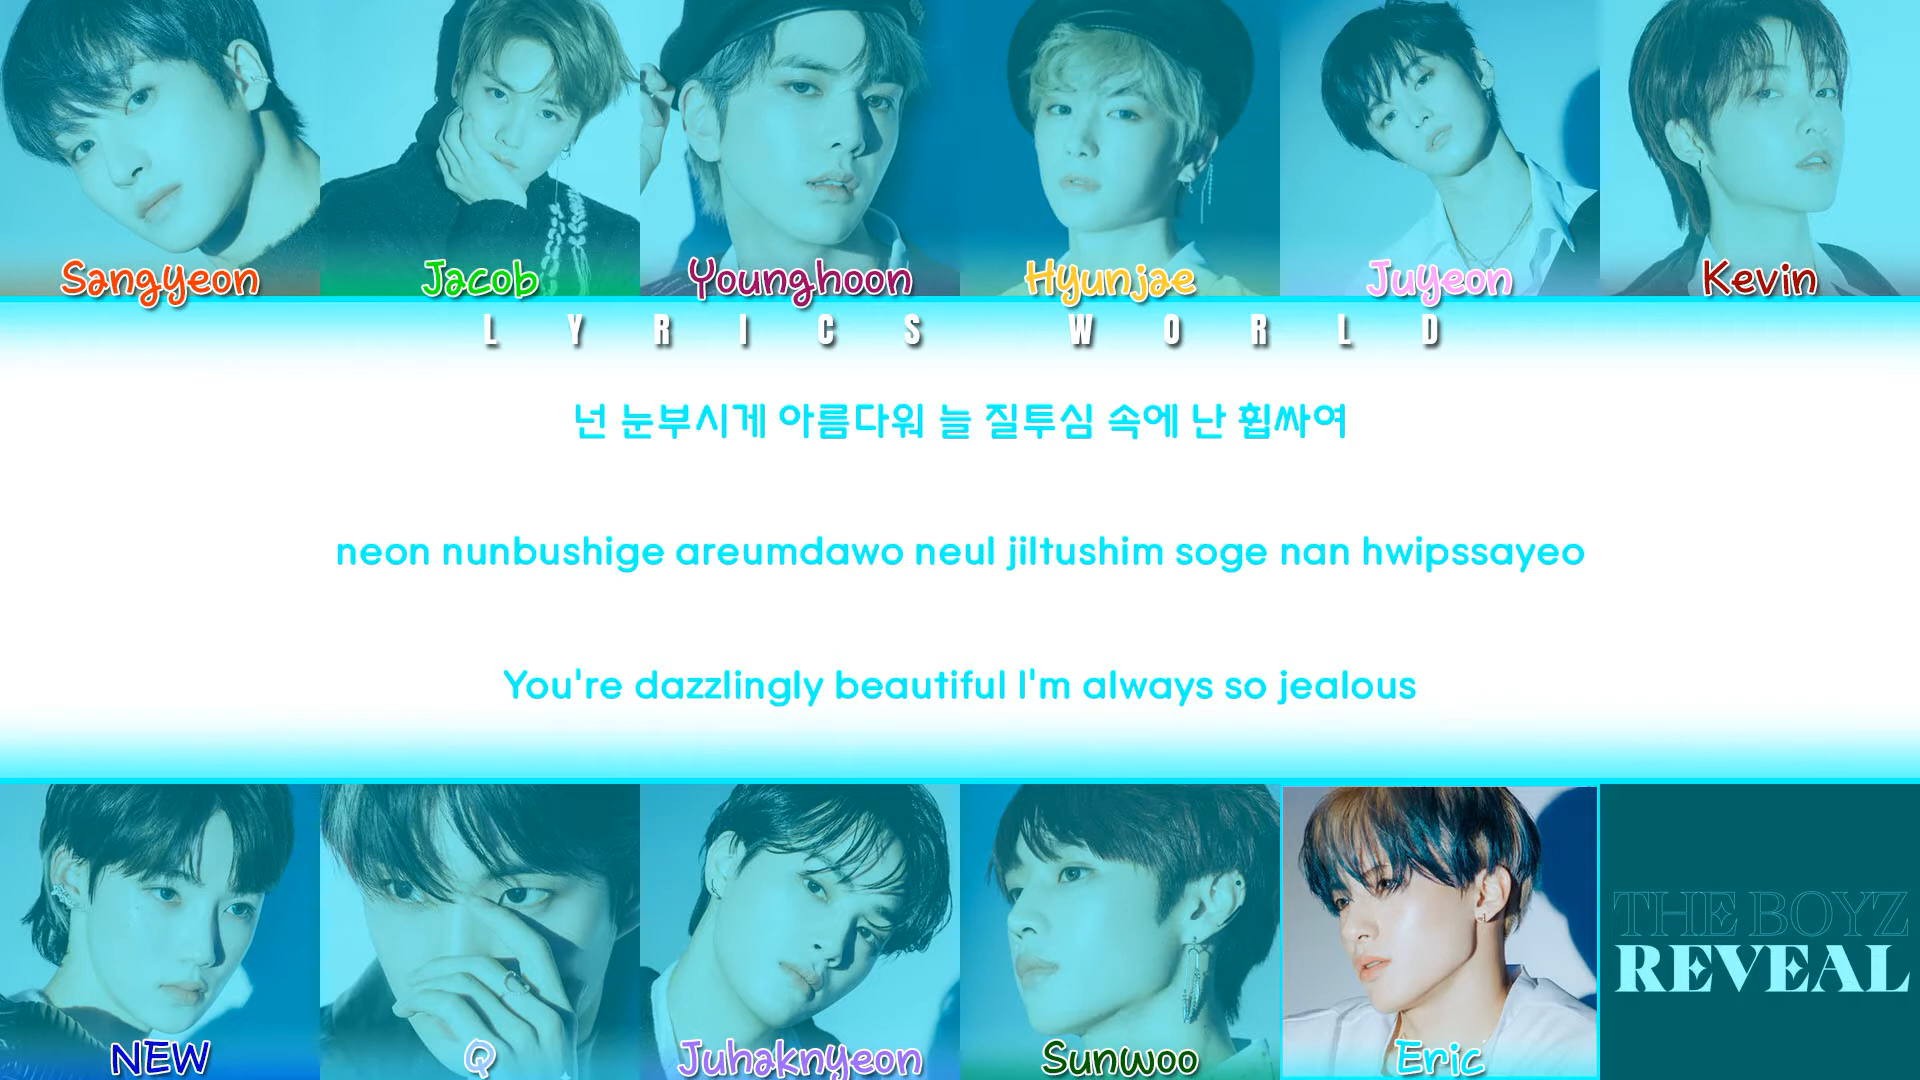 Sangyeon
Jacob
Younghoon
Hyunjae
Juyeon
Kevin
LYRICS WORLD
넌 눈부시게 아름다워 늘 질투심 속에 난 휩싸여
neon nunbushige areumdawo neul jiltushim soge nan hwipssayeo
You're dazzlingly beautiful I'm always so jealous
NEW
Q
Juhaknyeon
Sunwoo
Eric
THE BOYZ
REVEAL